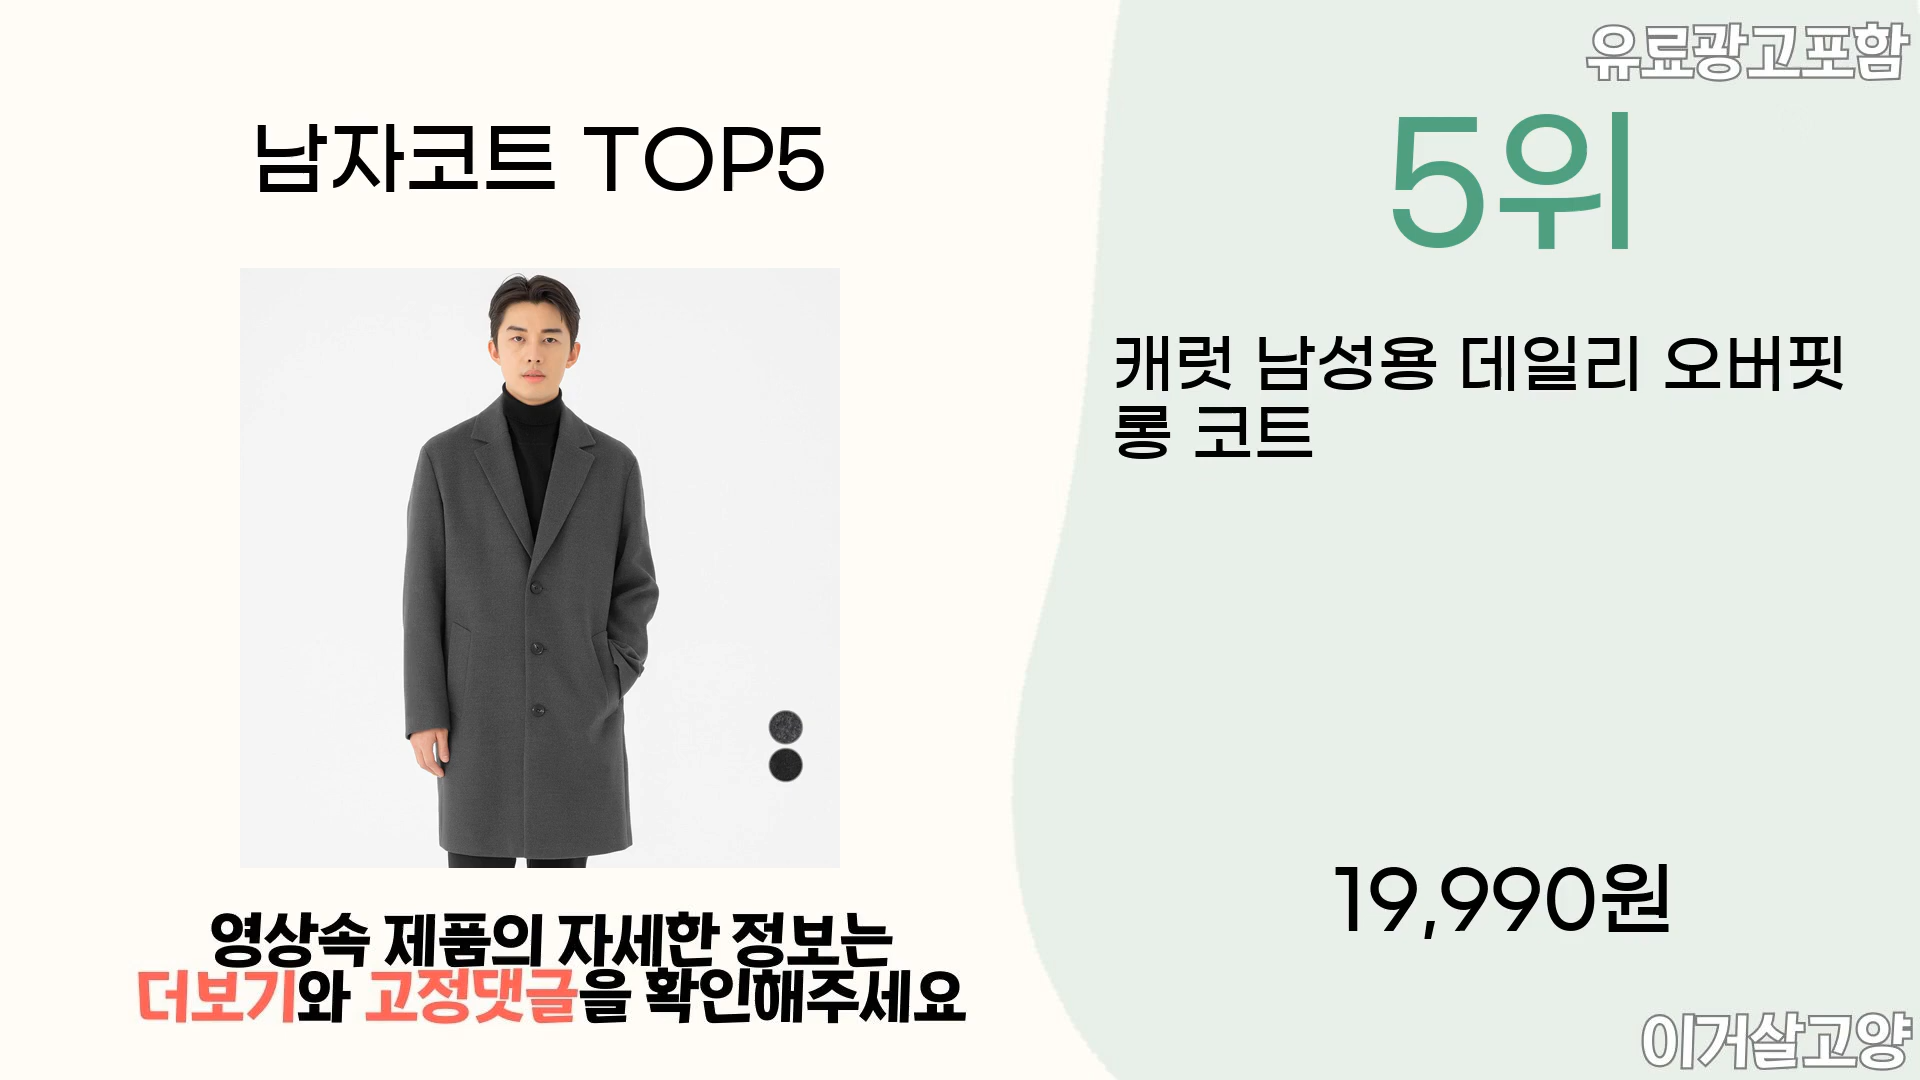 유료광고포함
남자코트 TOP5
5위
캐럿 남성용 데일리 오버핏
롱 코트
19,990원
영상속 제품의 자세한 정보는
더보기와 고정댓글을 확인해주세요
이거살고양